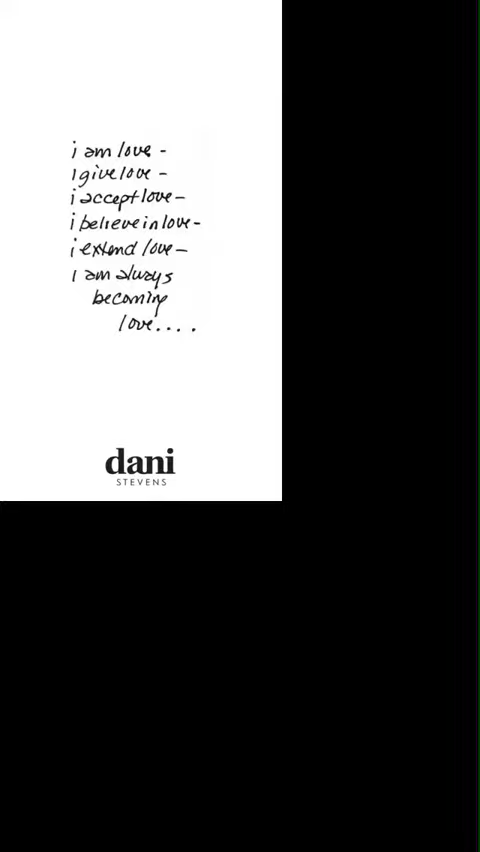 i am love -
i give love -
i accept love -
i believe in love -
i extend love -
i am always
becoming
love....
dani
STEVENS